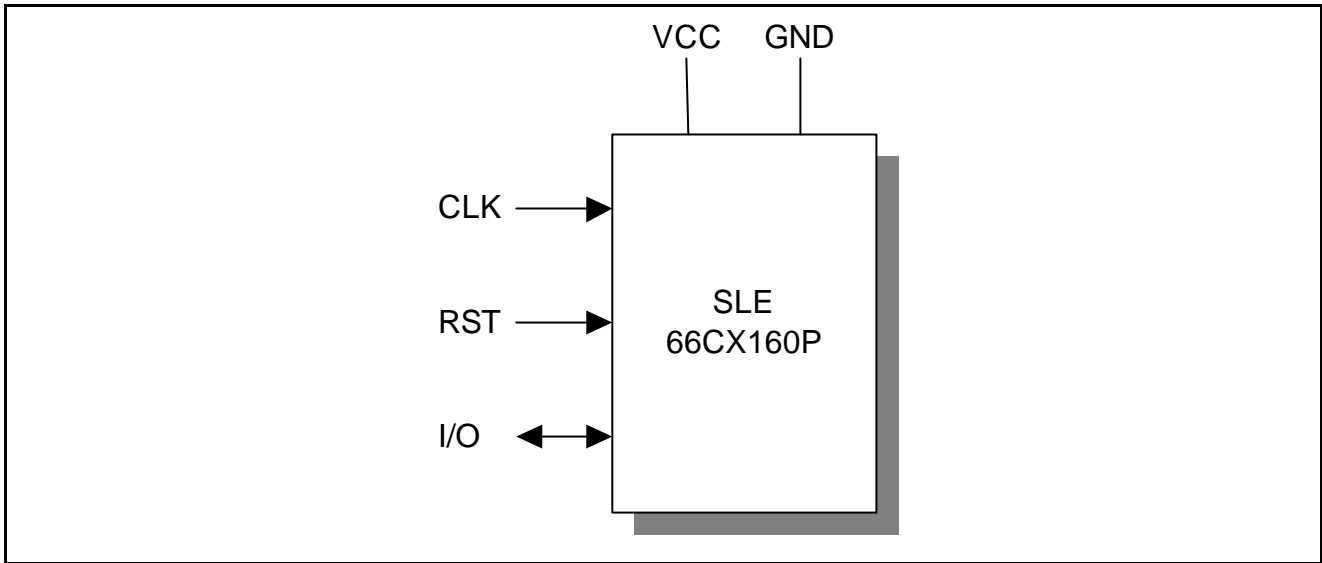 VCC GND
CLK
RST
SLE
66CX160P
I/O